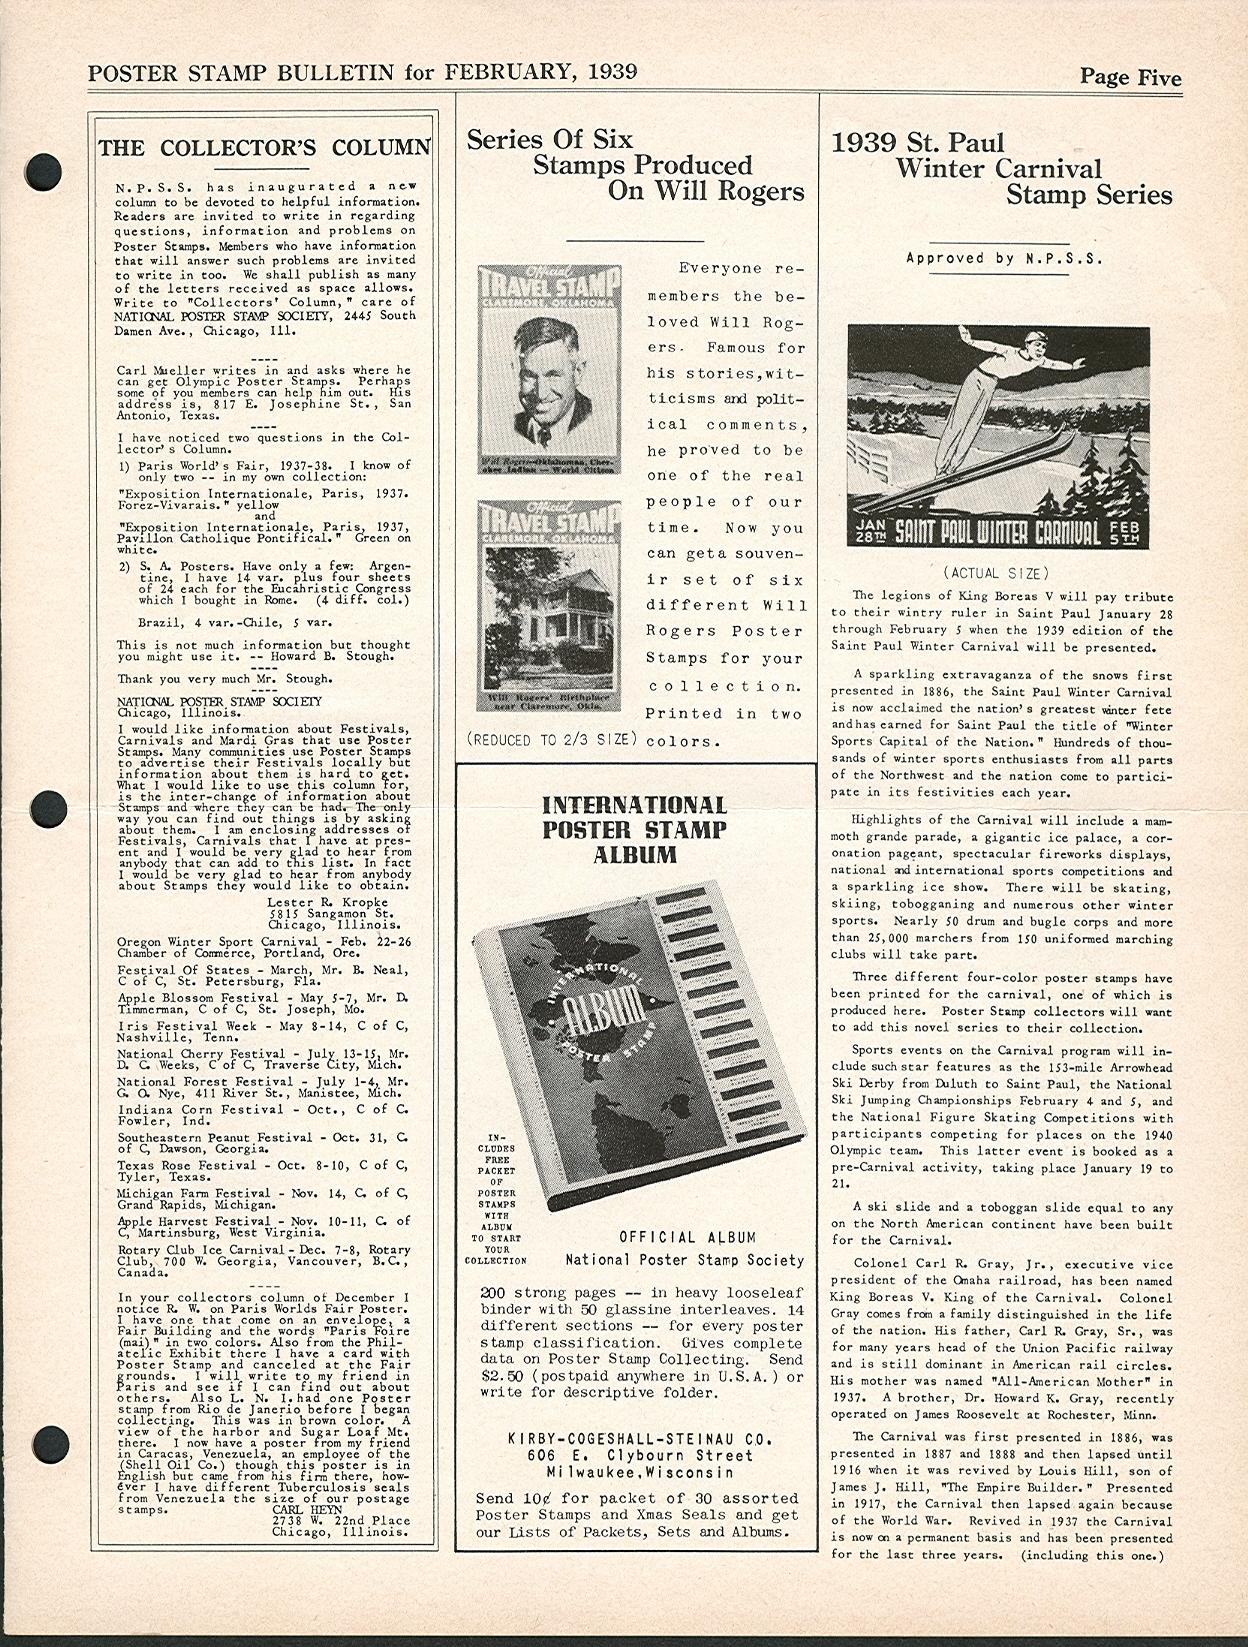 POSTER STAMP BULLETIN for FEBRUARY, 1939
Page Five
THE COLLECTOR'S COLUMN
N.P.S.S. has inaugurated a new
column to be devoted to helpful information.
Readers are invited to write in regarding
questions, information and problems on
Poster Stamps. Members who have information
that will answer such problems are invited
to write in too. We shall publish as many
of the letters received as space allows.
Write to "Collectors' Column," care of
NATIONAL POSTER STAMP SOCIETY, 2445 South
Damen Ave., Chicago, Ill.
----
Carl Mueller writes in and asks where he
can get Olympic Poster Stamps. Perhaps
some of you members can help him out. His
address is, 817 E. Josephine St., San
Antonio, Texas.
----
I have noticed two questions in the Col-
lector's Column.
1) Paris World's Fair, 1937-38. I know of
only two -- in my own collection:
"Exposition Internationale, Paris, 1937.
Forez-Vivarais." yellow
and
"Exposition Internationale, Paris, 1937,
Pavillon Catholique Pontifical." Green on
white.
2) S. A. Posters. Have only a few: Argen-
tine, I have 14 var. plus four sheets
of 24 each for the Eucahristic Congress
which I bought in Rome. (4 diff. col.)
Brazil, 4 var.-Chile, 5 var.
This is not much information but thought
you might use it. -- Howard B. Stough.
----
Thank you very much Mr. Stough.
----
NATIONAL POSTER STAMP SOCIETY
Chicago, Illinois.
I would like information about Festivals,
Carnivals and Mardi Gras that use Poster
Stamps. Many communities use Poster Stamps
to advertise their Festivals locally but
information about them is hard to get.
What I would like to use this column for,
is the inter-change of information about
Stamps and where they can be had. The only
way you can find out things is by asking
about them. I am enclosing addresses of
Festivals, Carnivals that I have at pres-
ent and I would be very glad to hear from
anybody that can add to this list. In fact
I would be very glad to hear from anybody
about Stamps they would like to obtain.
Lester R. Kropke
5815 Sangamon St.
Chicago, Illinois.
Oregon Winter Sport Carnival - Feb. 22-26
Chamber of Commerce, Portland, Ore.
Festival Of States - March, Mr. B. Neal,
C of C, St. Petersburg, Fla.
Apple Blossom Festival - May 5-7, Mr. D.
Timmerman, C of C, St. Joseph, Mo.
Iris Festival Week - May 8-14, C of C,
Nashville, Tenn.
National Cherry Festival - July 13-15, Mr.
D. C. Weeks, C of C, Traverse City, Mich.
National Forest Festival - July 1-4, Mr.
G. O. Nye, 411 River St., Manistee, Mich.
Indiana Corn Festival - Oct., C of C.
Fowler, Ind.
Southeastern Peanut Festival - Oct. 31, C.
of C, Dawson, Georgia.
Texas Rose Festival - Oct. 8-10, C of C,
Tyler, Texas.
Michigan Farm Festival - Nov. 14, C. of C,
Grand Rapids, Michigan.
Apple Harvest Festival - Nov. 10-11, C. of
C, Martinsburg, West Virginia.
Rotary Club Ice Carnival - Dec. 7-8, Rotary
Club, 700 W. Georgia, Vancouver, B.C.,
Canada.
----
In your collectors column of December I
notice R. W. on Paris Worlds Fair Poster.
I have one that come on an envelope, a
Fair Building and the words "Paris Foire
(mai)" in two colors. Also from the Phil-
atelic Exhibit there I have a card with
Poster Stamp and canceled at the Fair
grounds. I will write to my friend in
Paris and see if I can find out about
others. Also L. N. I. had one Poster
stamp from Rio de Janerio before I began
collecting. This was in brown color. A
view of the harbor and Sugar Loaf Mt.
there. I now have a poster from my friend
in Caracas, Venezuela, an employee of the
(Shell Oil Co.) though this poster is in
English but came from his firm there, how-
ever I have different Tuberculosis seals
from Venezuela the size of our postage
stamps. CARL HEYN
2738 W. 22nd Place
Chicago, Illinois.
Series Of Six
Stamps Produced
On Will Rogers
Official
TRAVEL STAMP
CLAREMORE, OKLAHOMA
Will Rogers-Oklahoman, Cher-
okee Indian - World Citizen
Official
TRAVEL STAMP
CLAREMORE, OKLAHOMA
Will Rogers' Birthplace
near Claremore, Okla.
(REDUCED TO 2/3 SIZE)
Everyone re-
members the be-
loved Will Rog-
ers. Famous for
his stories,wit-
ticisms and polit-
ical comments,
he proved to be
one of the real
people of our
time. Now you
can get a souven-
ir set of six
different Will
Rogers Poster
Stamps for your
collection.
Printed in two
colors.
INTERNATIONAL
POSTER STAMP
ALBUM
INTERNATIONAL
ALBUM
POSTER STAMP
IN-
CLUDES
FREE
PACKET
OF
POSTER
STAMPS
WITH
ALBUM
TO START
YOUR
COLLECTION
OFFICIAL ALBUM
National Poster Stamp Society
200 strong pages -- in heavy looseleaf
binder with 50 glassine interleaves. 14
different sections -- for every poster
stamp classification. Gives complete
data on Poster Stamp Collecting. Send
$2.50 (postpaid anywhere in U.S.A.) or
write for descriptive folder.
KIRBY-COGESHALL-STEINAU CO.
606 E. Clybourn Street
Milwaukee,Wisconsin
Send 10¢ for packet of 30 assorted
Poster Stamps and Xmas Seals and get
our Lists of Packets, Sets and Albums.
1939 St. Paul
Winter Carnival
Stamp Series
Approved by N.P.S.S.
JAN 28TH SAINT PAUL WINTER CARNIVAL FEB 5TH
(ACTUAL SIZE)
The legions of King Boreas V will pay tribute
to their wintry ruler in Saint Paul January 28
through February 5 when the 1939 edition of the
Saint Paul Winter Carnival will be presented.
A sparkling extravaganza of the snows first
presented in 1886, the Saint Paul Winter Carnival
is now acclaimed the nation's greatest winter fete
and has earned for Saint Paul the title of "Winter
Sports Capital of the Nation." Hundreds of thou-
sands of winter sports enthusiasts from all parts
of the Northwest and the nation come to partici-
pate in its festivities each year.
Highlights of the Carnival will include a mam-
moth grande parade, a gigantic ice palace, a cor-
onation pageant, spectacular fireworks displays,
national and international sports competitions and
a sparkling ice show. There will be skating,
skiing, tobogganing and numerous other winter
sports. Nearly 50 drum and bugle corps and more
than 25,000 marchers from 150 uniformed marching
clubs will take part.
Three different four-color poster stamps have
been printed for the carnival, one of which is
produced here. Poster Stamp collectors will want
to add this novel series to their collection.
Sports events on the Carnival program will in-
clude such star features as the 153-mile Arrowhead
Ski Derby from Duluth to Saint Paul, the National
Ski Jumping Championships February 4 and 5, and
the National Figure Skating Competitions with
participants competing for places on the 1940
Olympic team. This latter event is booked as a
pre-Carnival activity, taking place January 19 to
21.
A ski slide and a toboggan slide equal to any
on the North American continent have been built
for the Carnival.
Colonel Carl R. Gray, Jr., executive vice
president of the Omaha railroad, has been named
King Boreas V. King of the Carnival. Colonel
Gray comes from a family distinguished in the life
of the nation. His father, Carl R. Gray, Sr., was
for many years head of the Union Pacific railway
and is still dominant in American rail circles.
His mother was named "All-American Mother" in
1937. A brother, Dr. Howard K. Gray, recently
operated on James Roosevelt at Rochester, Minn.
The Carnival was first presented in 1886, was
presented in 1887 and 1888 and then lapsed until
1916 when it was revived by Louis Hill, son of
James J. Hill, "The Empire Builder." Presented
in 1917, the Carnival then lapsed again because
of the World War. Revived in 1937 the Carnival
is now on a permanent basis and has been presented
for the last three years. (including this one.)